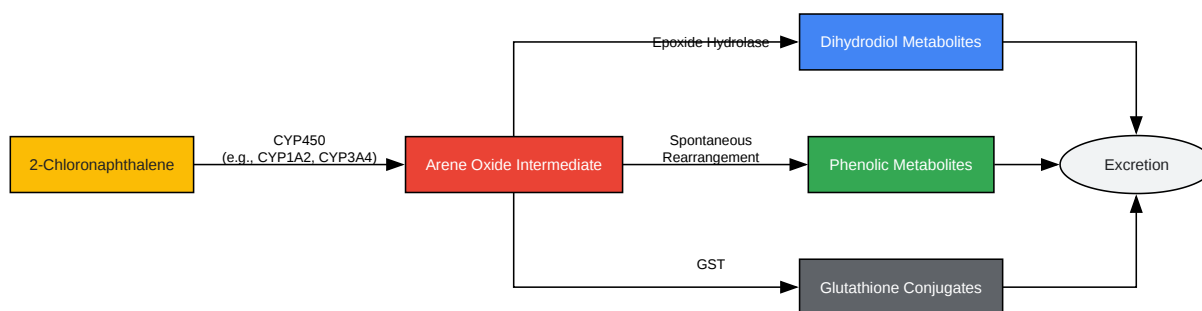 Epoxide Hydrolase
Dihydrodiol Metabolites
2-Chloronaphthalene
CYP450
(e.g., CYP1A2, CYP3A4)
Arene Oxide Intermediate
Spontaneous
Rearrangement
Phenolic Metabolites
Excretion
GST
Glutathione Conjugates